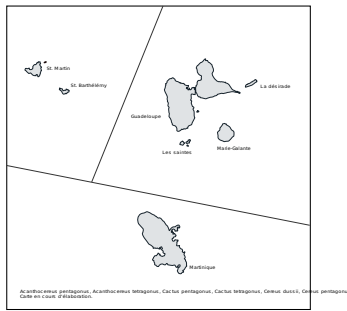 St. Martin
St. Barthélémy
La désirade
Guadeloupe
Marie-Galante
Les saintes
Martinique
Acanthocereus pentagonus, Acanthocereus tetragonus, Cactus pentagonus, Cactus tetragonus, Cereus dussii, Cereus pentagonu
Carte en cours d'élaboration.